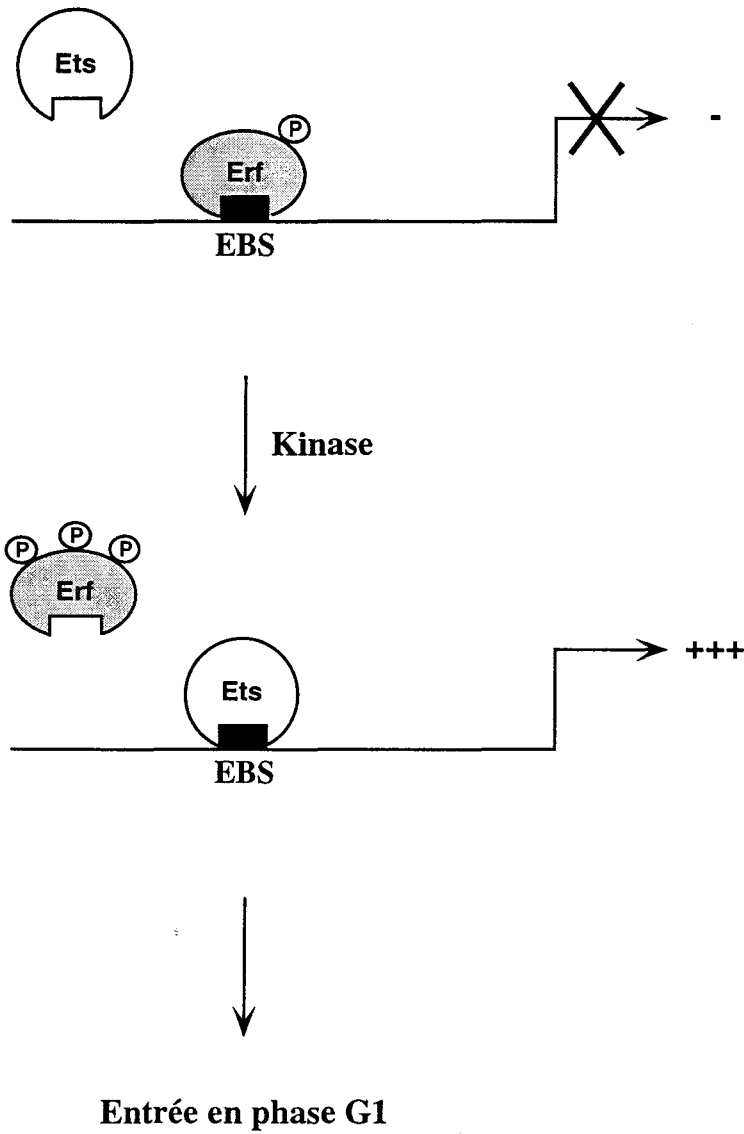 Ets
P
Erf
-
EBS
Kinase
P P P
Erf
+++
Ets
EBS
Entrée en phase G1